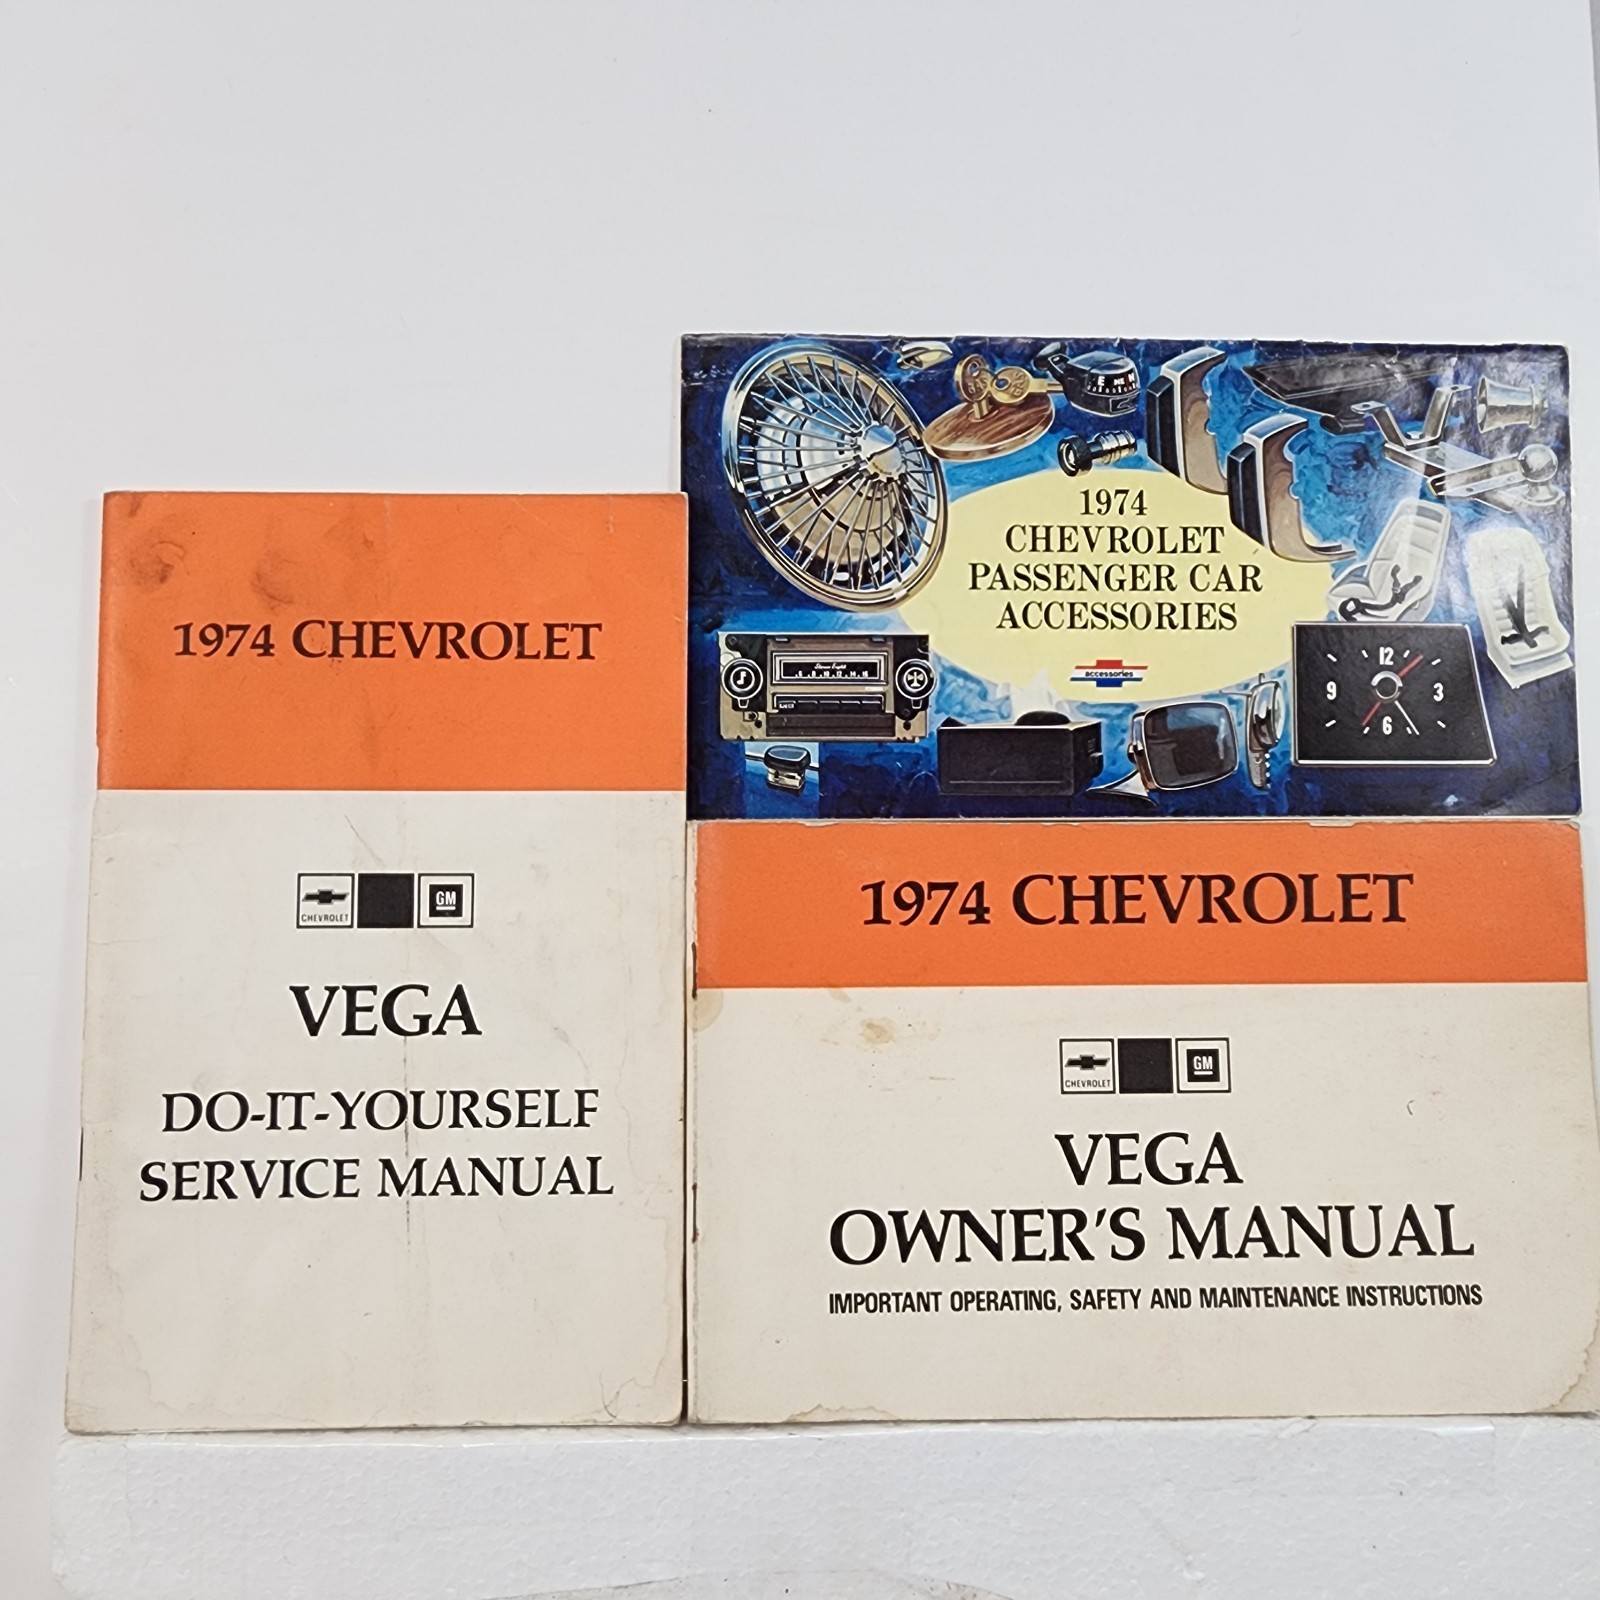 1974 CHEVROLET
CHEVROLET
GM
VEGA
DO-IT-YOURSELF
SERVICE MANUAL
1974
CHEVROLET
PASSENGER CAR
ACCESSORIES
accessories
12
9
3
6
1974 CHEVROLET
CHEVROLET
GM
VEGA
OWNER'S MANUAL
IMPORTANT OPERATING, SAFETY AND MAINTENANCE INSTRUCTIONS